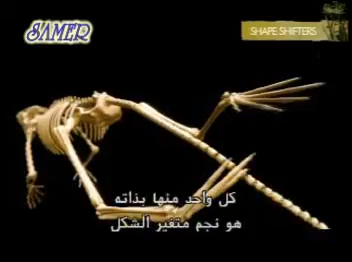 SAMER
SHAPE SHIFTERS
كل واحد منها بذاته
هو نجم متغير الشكل